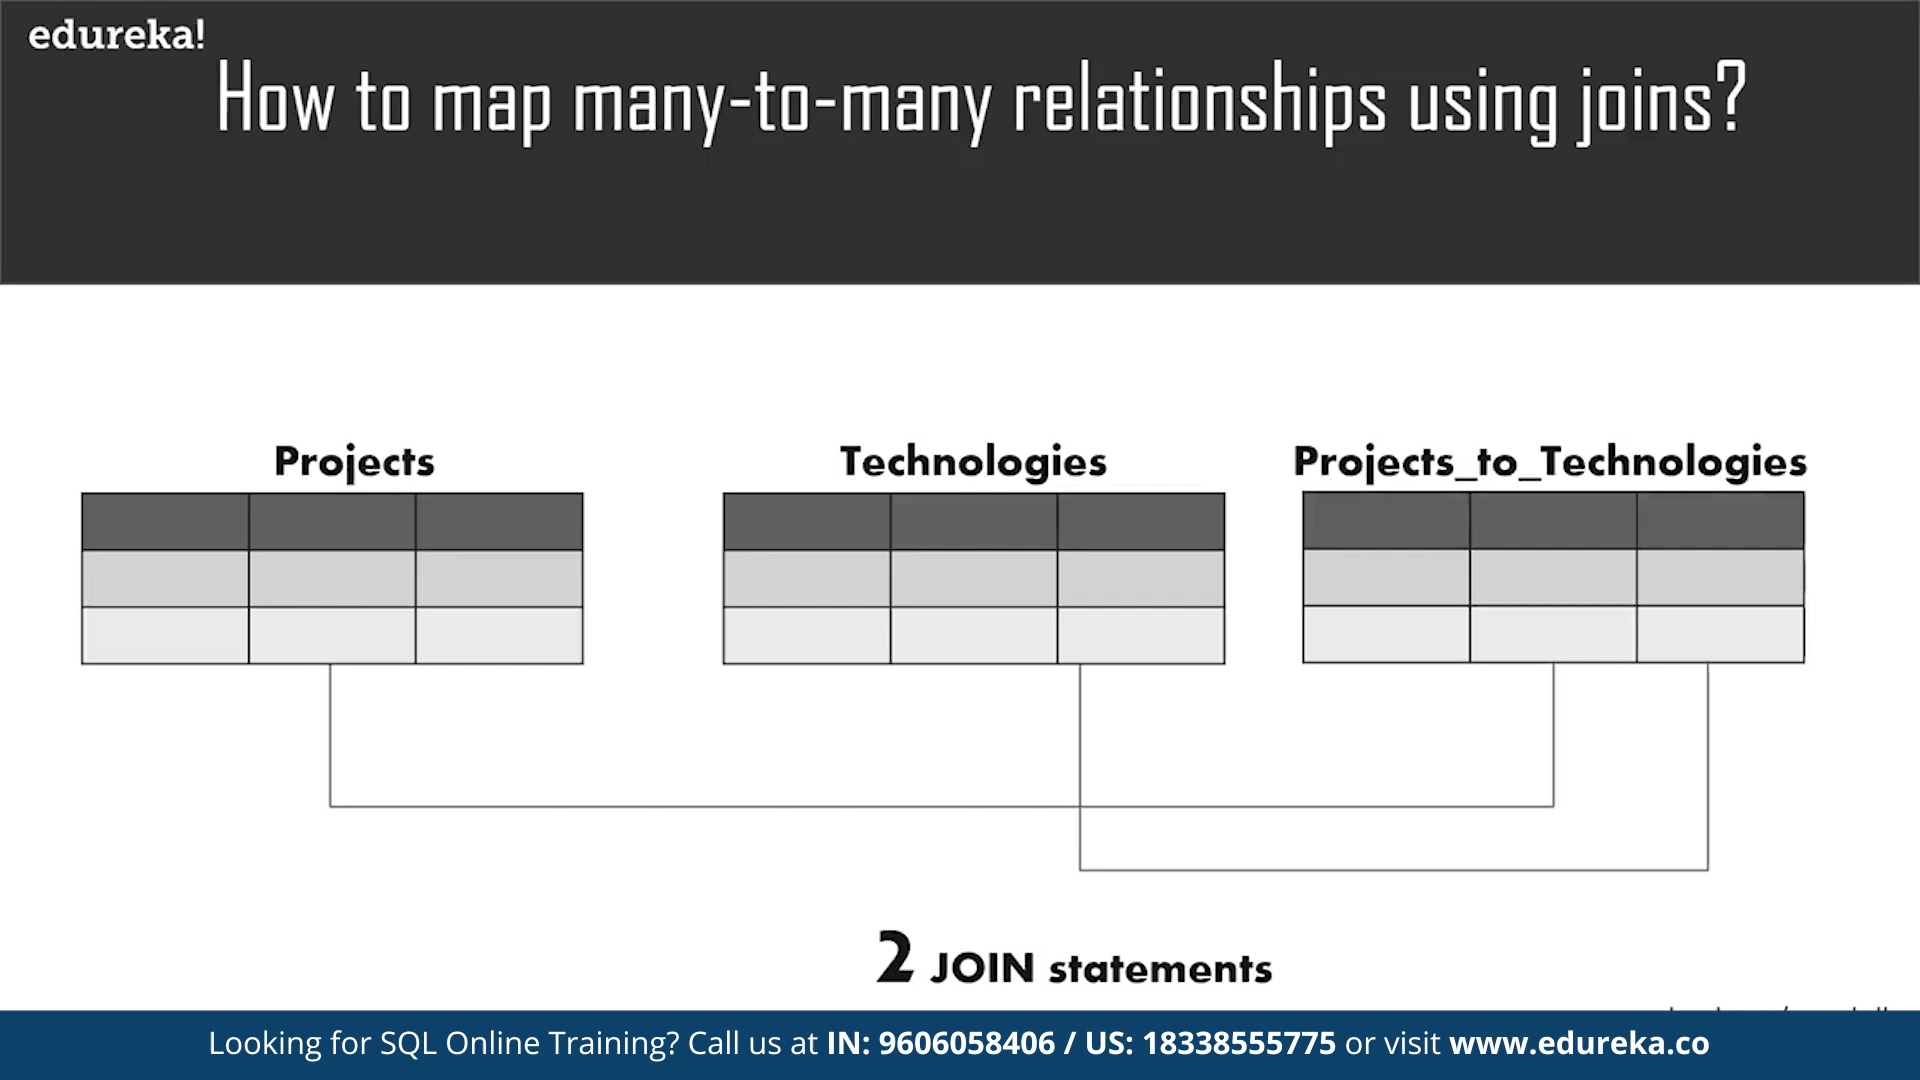 edureka!
How to map many-to-many relationships using joins?
Projects
Technologies
Projects_to_Technologies
2 JOIN statements
Looking for SQL Online Training? Call us at IN: 9606058406 / US: 18338555775 or visit www.edureka.co